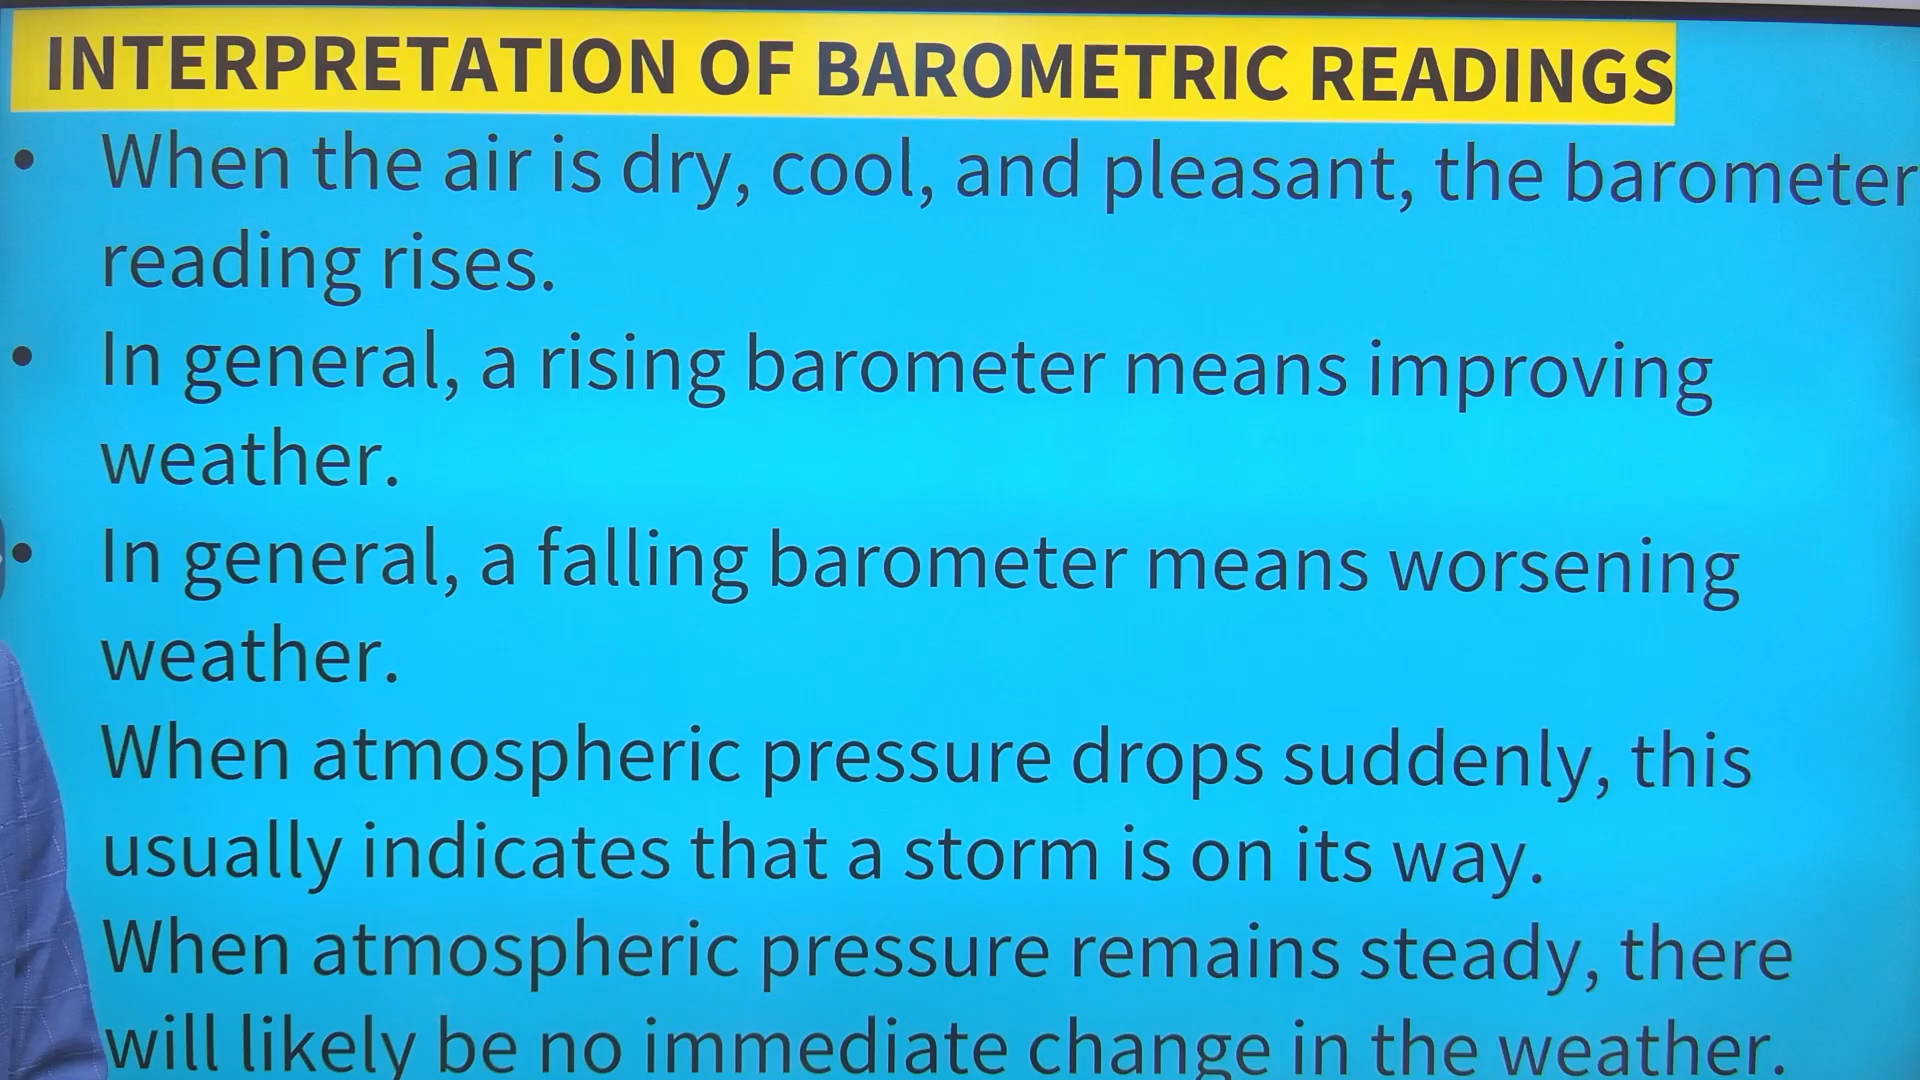 INTERPRETATION OF BAROMETRIC READINGS
• When the air is dry, cool, and pleasant, the barometer
reading rises.
• In general, a rising barometer means improving
weather.
• In general, a falling barometer means worsening
weather.
When atmospheric pressure drops suddenly, this
usually indicates that a storm is on its way.
When atmospheric pressure remains steady, there
will likely be no immediate change in the weather.